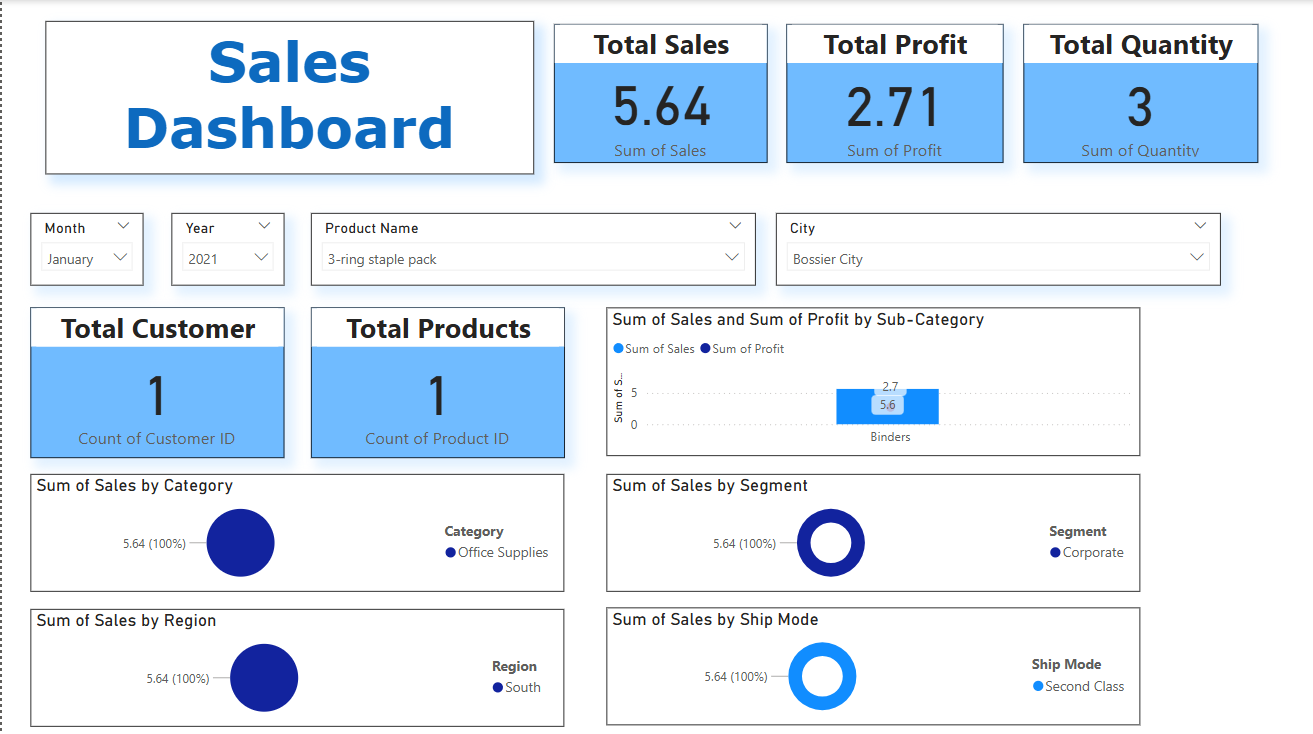 Sales
Dashboard
Total Sales
5.64
Sum of Sales
Total Profit
2.71
Sum of Profit
Total Quantity
3
Sum of Quantity
Month
January
Year
2021
Product Name
3-ring staple pack
City
Bossier City
Total Customer
1
Count of Customer ID
Total Products
1
Count of Product ID
Sum of Sales and Sum of Profit by Sub-Category
Sum of Sales Sum of Profit
Sum of S...
5
0
2.7
5.6
Binders
Sum of Sales by Category
5.64 (100%)
Category
Office Supplies
Sum of Sales by Segment
5.64 (100%)
Segment
Corporate
Sum of Sales by Region
5.64 (100%)
Region
South
Sum of Sales by Ship Mode
5.64 (100%)
Ship Mode
Second Class